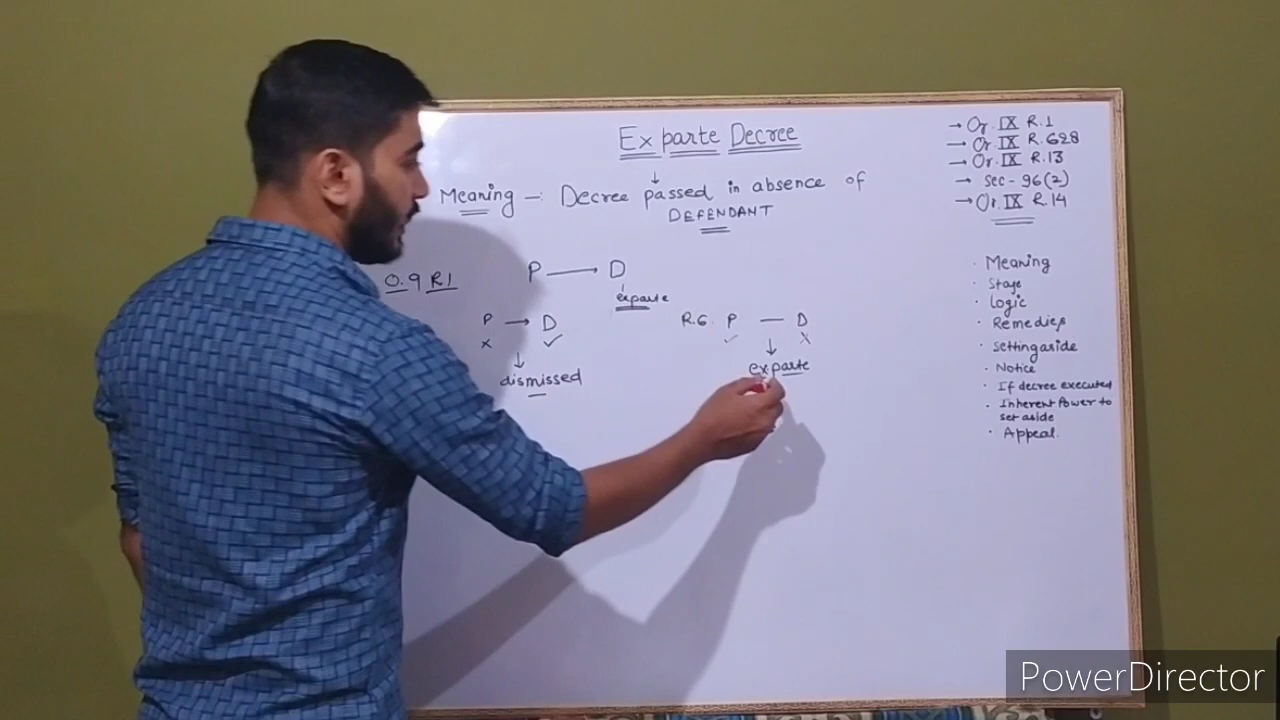 Ex parte Decree
Meaning -: Decree passed in absence of
DEFENDANT
O.9 R1
P → D
exparte
P → D
x ✓
dismissed
R.6. P — D
✓ x
exparte
→ Or. IX R.1
→ Or. IX R.6&8
→ Or. IX R.13
→ Sec-96(2)
→ Or. IX R.14
· Meaning
· Stage
· Logic
· Remedies
· Setting aside
· Notice
· If decree executed
· Inherent Power to
set aside
· Appeal.
PowerDirector